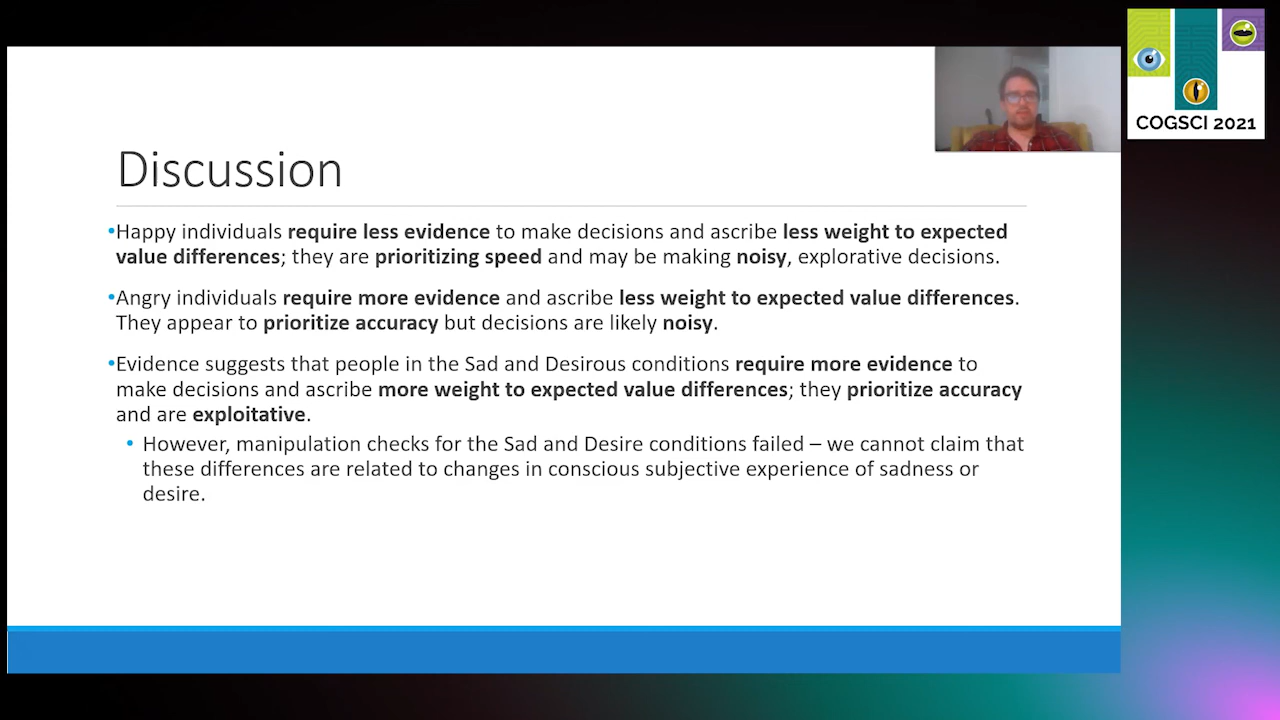 COGSCI 2021
Discussion
•Happy individuals require less evidence to make decisions and ascribe less weight to expected
value differences; they are prioritizing speed and may be making noisy, explorative decisions.
•Angry individuals require more evidence and ascribe less weight to expected value differences.
They appear to prioritize accuracy but decisions are likely noisy.
•Evidence suggests that people in the Sad and Desirous conditions require more evidence to
make decisions and ascribe more weight to expected value differences; they prioritize accuracy
and are exploitative.
• However, manipulation checks for the Sad and Desire conditions failed – we cannot claim that
these differences are related to changes in conscious subjective experience of sadness or
desire.